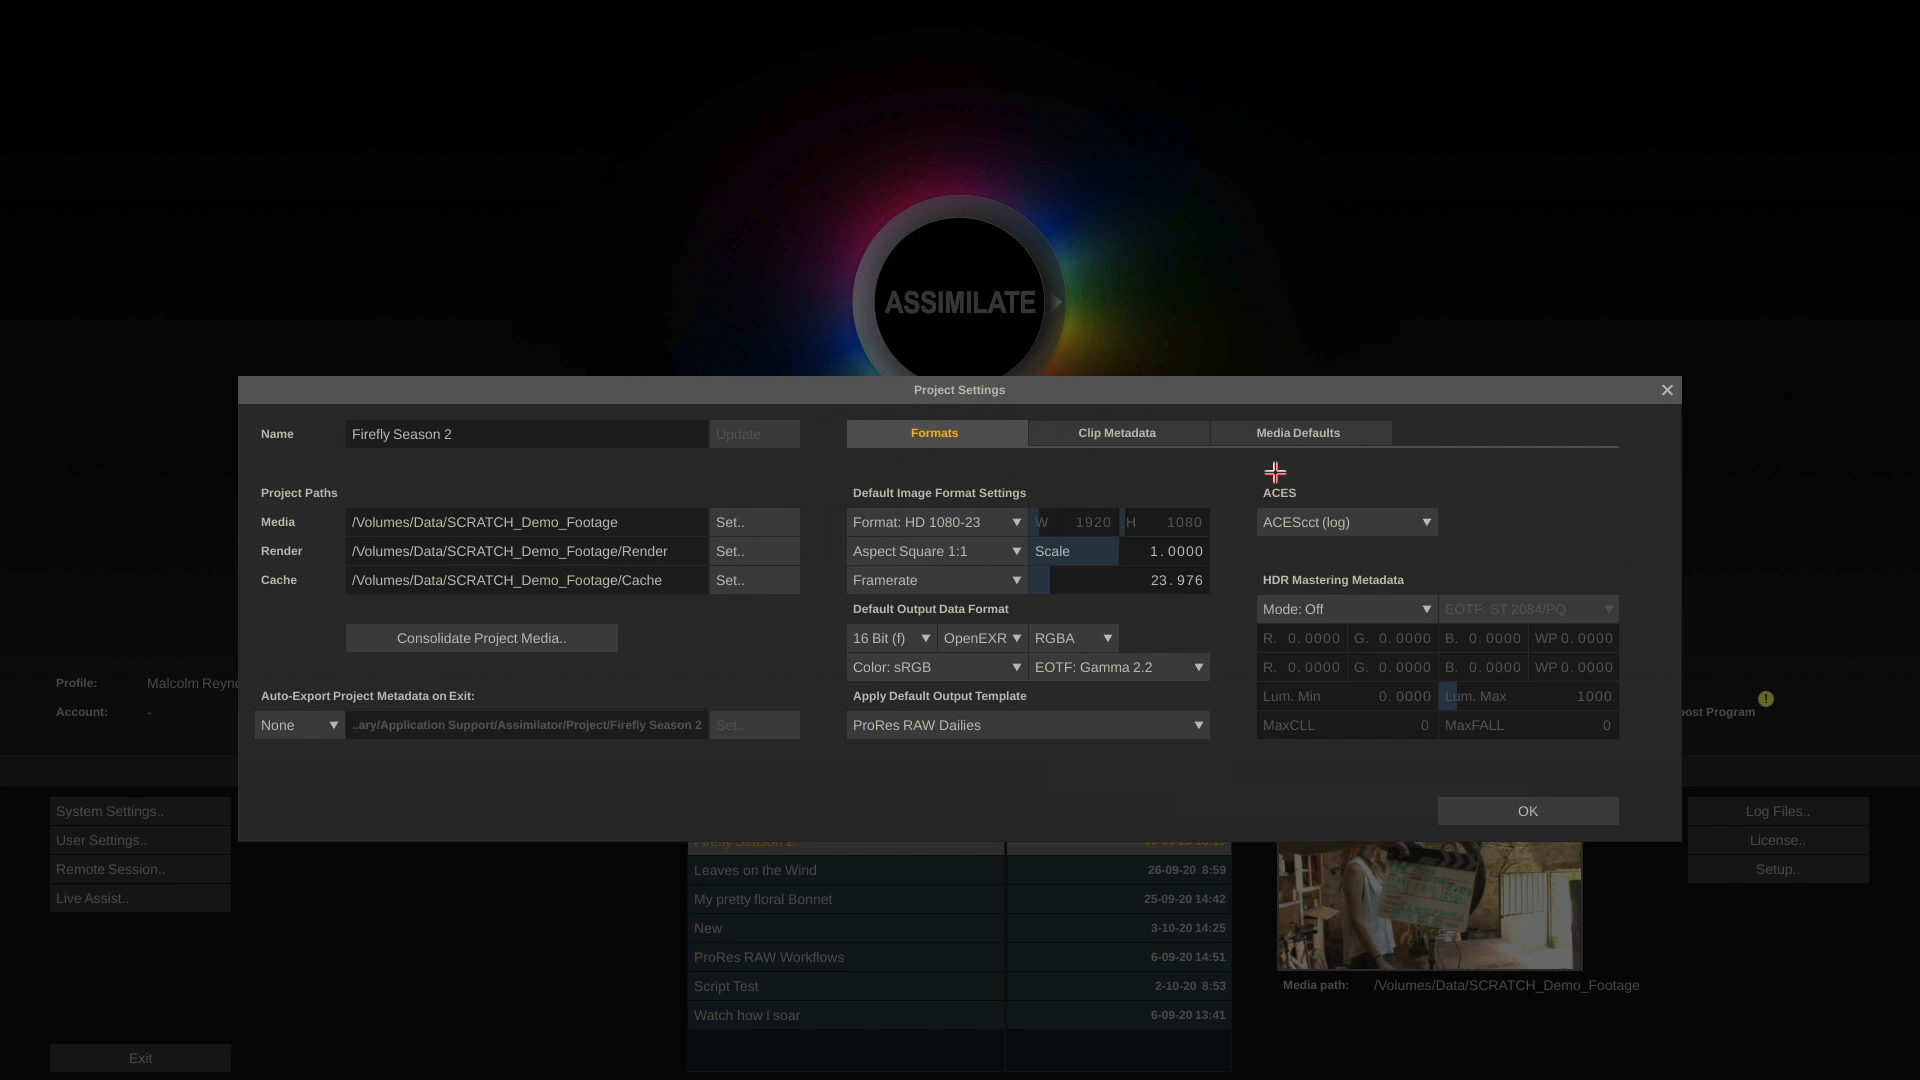 ASSIMILATE
Project Settings
Name
Firefly Season 2
Update
Formats
Clip Metadata
Media Defaults
Project Paths
Media
/Volumes/Data/SCRATCH_Demo_Footage
Set..
Render
/Volumes/Data/SCRATCH_Demo_Footage/Render
Set..
Cache
/Volumes/Data/SCRATCH_Demo_Footage/Cache
Set..
Consolidate Project Media..
Auto-Export Project Metadata on Exit:
None
..ary/Application Support/Assimilator/Project/Firefly Season 2
Set..
Default Image Format Settings
Format: HD 1080-23
W 1920
H 1080
Aspect Square 1:1
Scale 1.0000
Framerate
23.976
Default Output Data Format
16 Bit (f)
OpenEXR
RGBA
Color: sRGB
EOTF: Gamma 2.2
Apply Default Output Template
ProRes RAW Dailies
ACES
ACEScct (log)
HDR Mastering Metadata
Mode: Off
EOTF: ST 2084/PQ
R. 0.0000 G. 0.0000 B. 0.0000 WP 0.0000
R. 0.0000 G. 0.0000 B. 0.0000 WP 0.0000
Lum. Min 0.0000 Lum. Max 1000
MaxCLL 0 MaxFALL 0
OK
Profile:
Malcolm Reyn
Account:
-
ost Program
System Settings..
User Settings..
Remote Session..
Live Assist..
Exit
Firefly Season 2
Leaves on the Wind 26-09-20 8:59
My pretty floral Bonnet 25-09-20 14:42
New 3-10-20 14:25
ProRes RAW Workflows 6-09-20 14:51
Script Test 2-10-20 8:53
Watch how I soar 6-09-20 13:41
Media path: /Volumes/Data/SCRATCH_Demo_Footage
Log Files..
License..
Setup..